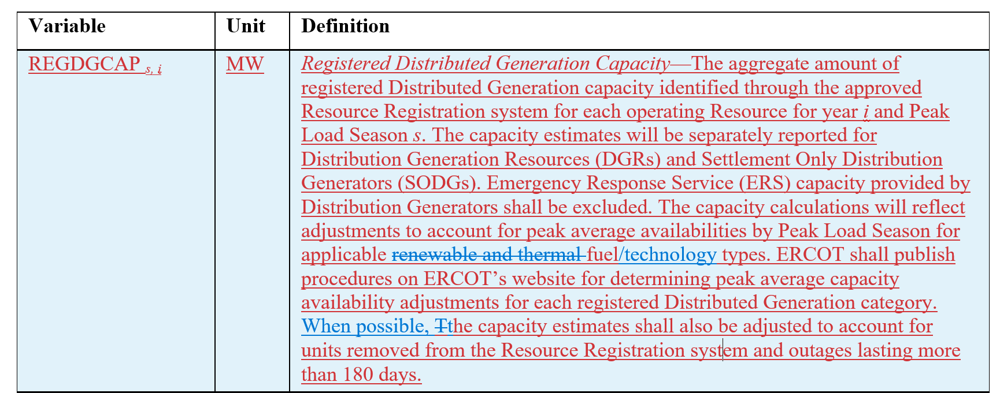 Variable Unit Definition
REGDGCAP s, i MW Registered Distributed Generation Capacity—The aggregate amount of
registered Distributed Generation capacity identified through the approved
Resource Registration system for each operating Resource for year i and Peak
Load Season s. The capacity estimates will be separately reported for
Distribution Generation Resources (DGRs) and Settlement Only Distribution
Generators (SODGs). Emergency Response Service (ERS) capacity provided by
Distribution Generators shall be excluded. The capacity calculations will reflect
adjustments to account for peak average availabilities by Peak Load Season for
applicable renewable and thermal fuel/technology types. ERCOT shall publish
procedures on ERCOT’s website for determining peak average capacity
availability adjustments for each registered Distributed Generation category.
When possible, Tthe capacity estimates shall also be adjusted to account for
units removed from the Resource Registration system and outages lasting more
than 180 days.